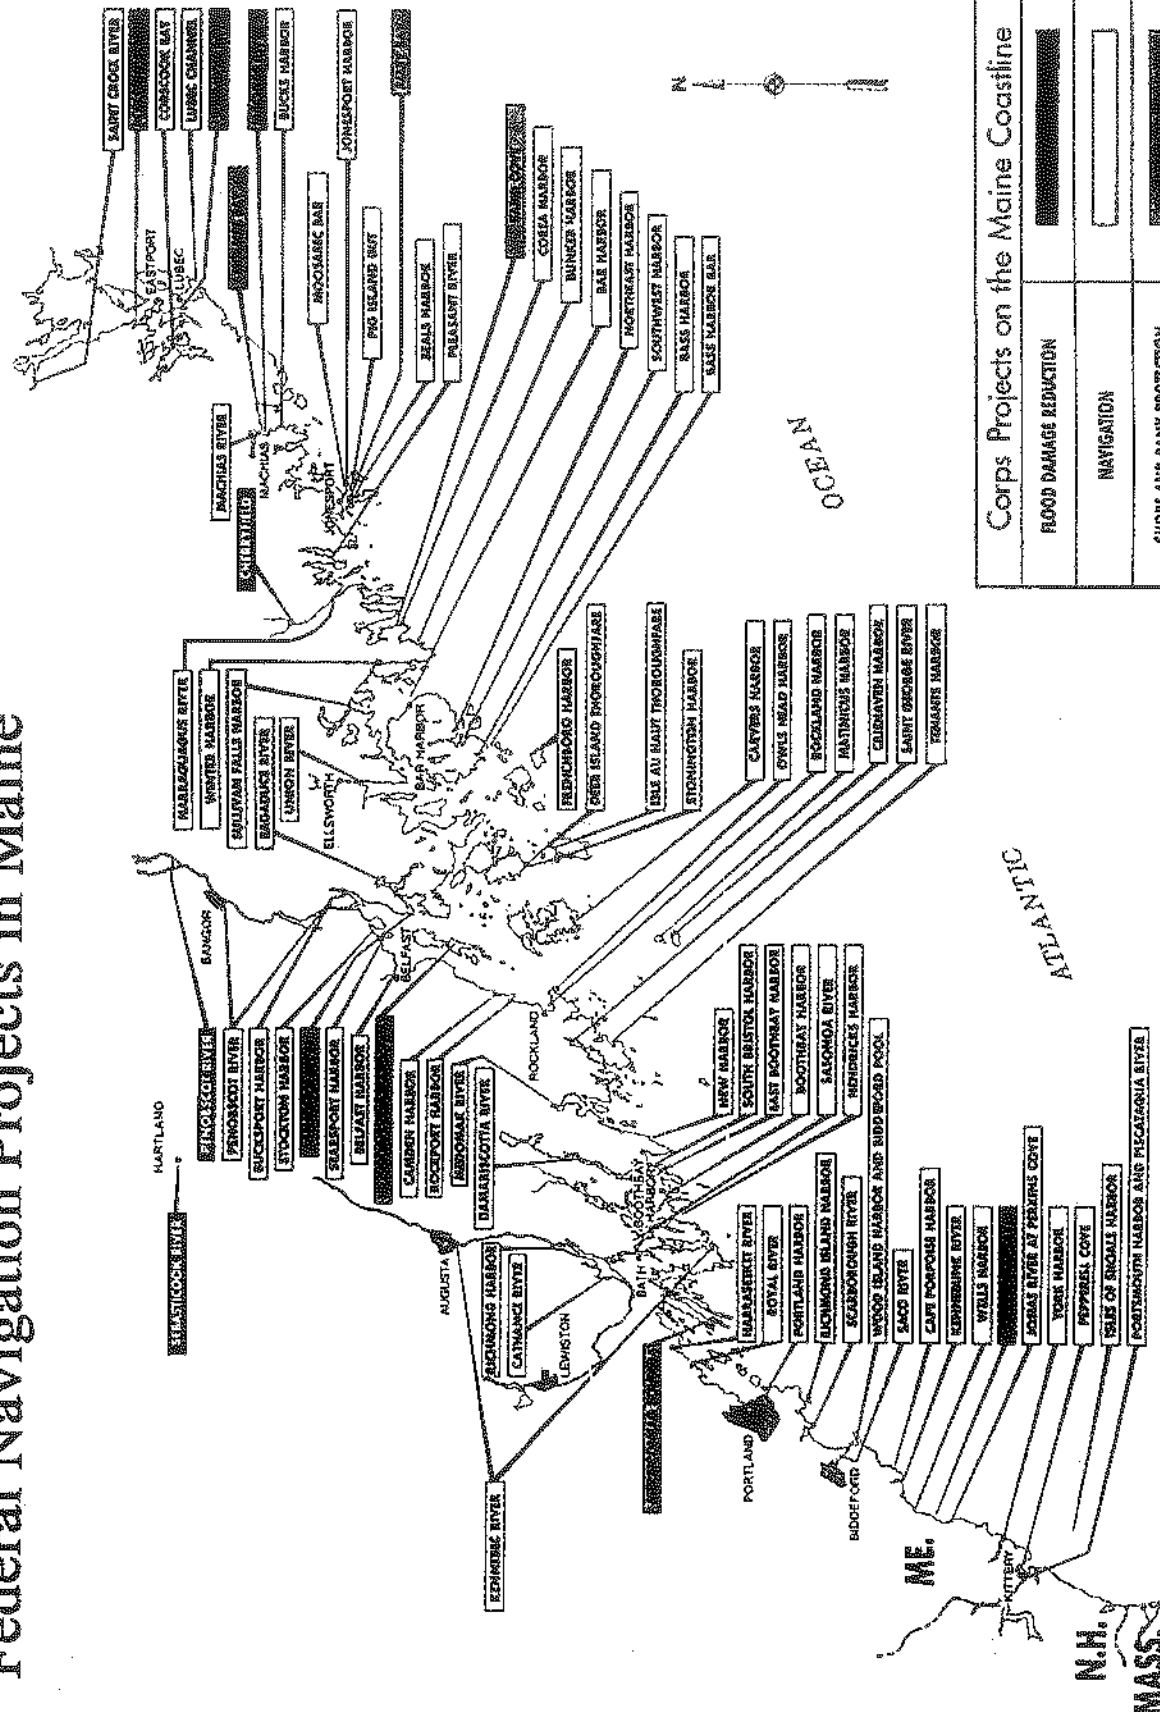 Federal Navigation Projects in Maine
SAINT CROIX RIVER
COBSCOOK BAY
LUBEC CHANNEL
BUCKS HARBOR
JONESPORT HARBOR
MOOSABEC BAR
PIG ISLAND GUT
BEALS HARBOR
PLEASANT RIVER
COREA HARBOR
BUNKER HARBOR
BAR HARBOR
NORTHEAST HARBOR
SOUTHWEST HARBOR
BASS HARBOR
BASS HARBOR BAR
EASTPORT
LUBEC
MACHIAS RIVER
MACHIAS
JONESPORT
NARRAGUAGUS RIVER
WINTER HARBOR
SULLIVAN FALLS HARBOR
BAGADUCE RIVER
UNION RIVER
ELLSWORTH
BAR HARBOR
FRENCHBORO HARBOR
DEER ISLAND THOROUGHFARE
ISLE AU HAUT THOROUGHFARE
STONINGTON HARBOR
CARVERS HARBOR
OWLS HEAD HARBOR
ROCKLAND HARBOR
MATINICUS HARBOR
CRIEHAVEN HARBOR
SAINT GEORGE RIVER
TENANTS HARBOR
OCEAN
ATLANTIC
N
HARTLAND
BANGOR
PENOBSCOT RIVER
BUCKSPORT HARBOR
STOCKTON HARBOR
SEARSPORT HARBOR
BELFAST HARBOR
BELFAST
CAMDEN HARBOR
ROCKPORT HARBOR
MEDOMAK RIVER
DAMARISCOTTA RIVER
ROCKLAND
NEW HARBOR
SOUTH BRISTOL HARBOR
EAST BOOTHBAY HARBOR
BOOTHBAY HARBOR
SASONOA RIVER
HENDRICKS HARBOR
AUGUSTA
RICHMOND HARBOR
CATHANCE RIVER
LEWISTON
BATH
BOOTHBAY HARBOR
KENNEBEC RIVER
HARRASEEKET RIVER
ROYAL RIVER
PORTLAND HARBOR
RICHMOND ISLAND HARBOR
SCARBOROUGH RIVER
WOOD ISLAND HARBOR AND BIDDEFORD POOL
SACO RIVER
CAPE PORPOISE HARBOR
KENNEBUNK RIVER
WELLS HARBOR
JOSIAS RIVER AT PERKINS COVE
YORK HARBOR
PEPPERELL COVE
ISLES OF SHOALS HARBOR
PORTSMOUTH HARBOR AND PISCATAQUA RIVER
PORTLAND
BIDDEFORD
KITTERY
ME.
N.H.
MASS.
Corps Projects on the Maine Coastline
FLOOD DAMAGE REDUCTION
NAVIGATION
SHORE AND BANK PROTECTION